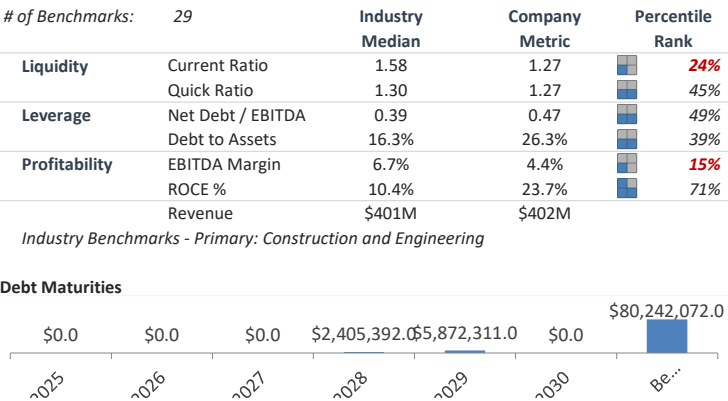 # of Benchmarks: 29 Industry Median Company Metric Percentile Rank
Liquidity Current Ratio 1.58 1.27 24%
Quick Ratio 1.30 1.27 45%
Leverage Net Debt / EBITDA 0.39 0.47 49%
Debt to Assets 16.3% 26.3% 39%
Profitability EBITDA Margin 6.7% 4.4% 15%
ROCE % 10.4% 23.7% 71%
Revenue $401M $402M
Industry Benchmarks - Primary: Construction and Engineering
Debt Maturities
$0.0 $0.0 $0.0 $2,405,392.0 $5,872,311.0 $0.0 $80,242,072.0
2025 2026 2027 2028 2029 2030 Be...